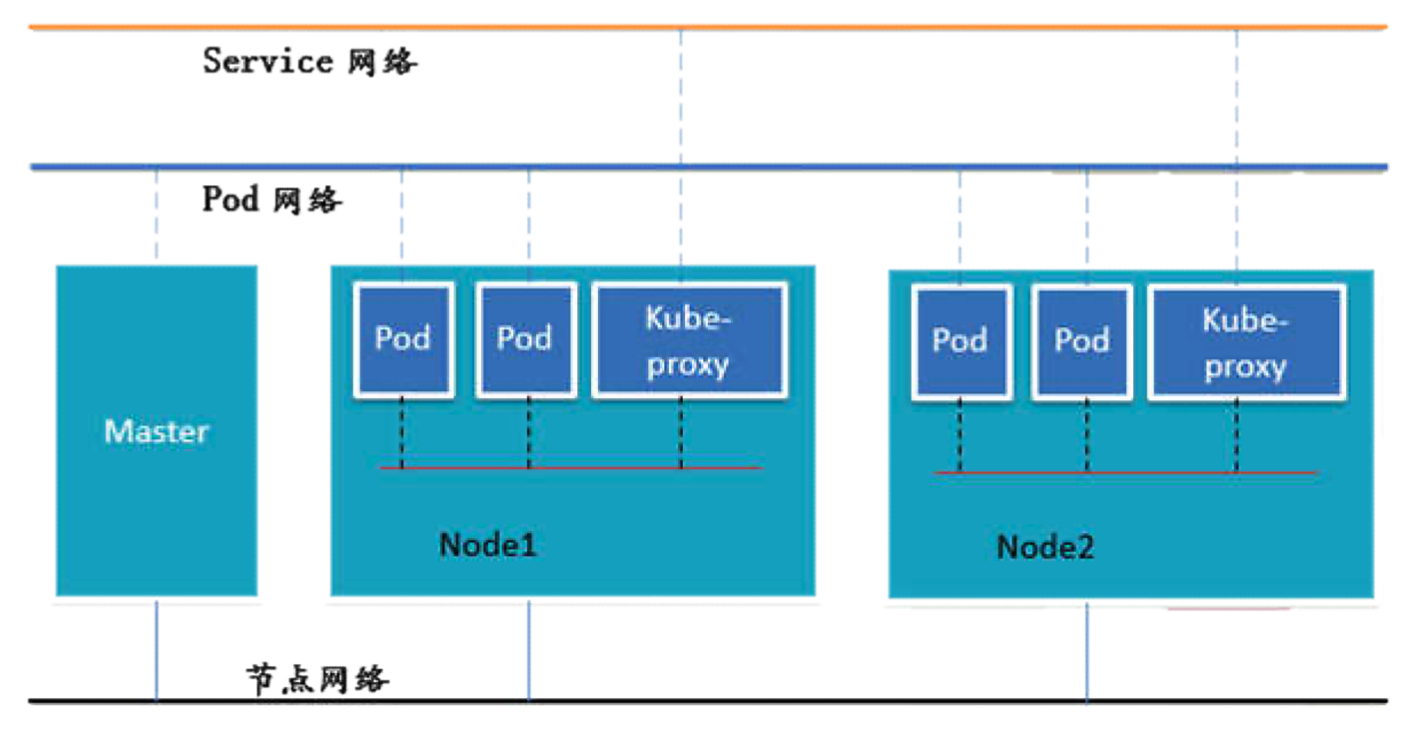 Service 网络
Pod 网络
Pod
Pod
Kube-
proxy
Pod
Pod
Kube-
proxy
Master
Node1
Node2
节点网络